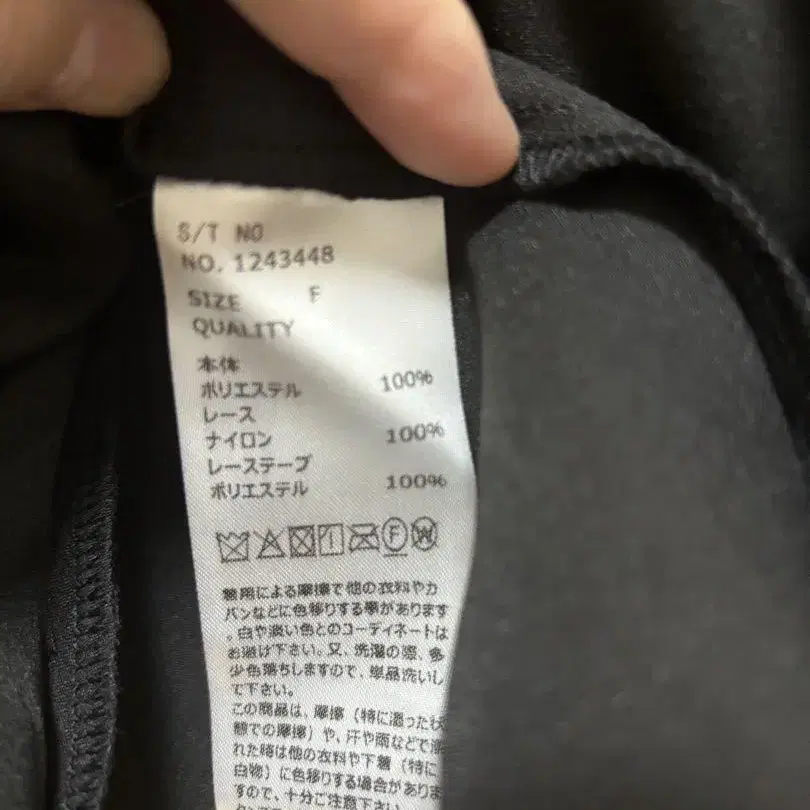 S/T NO
NO. 1243448
SIZE F
QUALITY
本体
ポリエステル 100%
レース
ナイロン 100%
レーステープ
ポリエステル 100%
F W
着用による摩擦で他の衣料やカ
バンなどに色移りする事があります
。白や淡い色とのコーディネートは
お避け下さい。又、洗濯の際、多
少色落ちしますので、単品洗いし
て下さい。
この商品は、摩擦（特に湿った状
態での摩擦）や、汗や雨などで濡
れた時は他の衣料や下着（特に
白物）に色移りする場合がありま
すので、十分ご注意下さい。